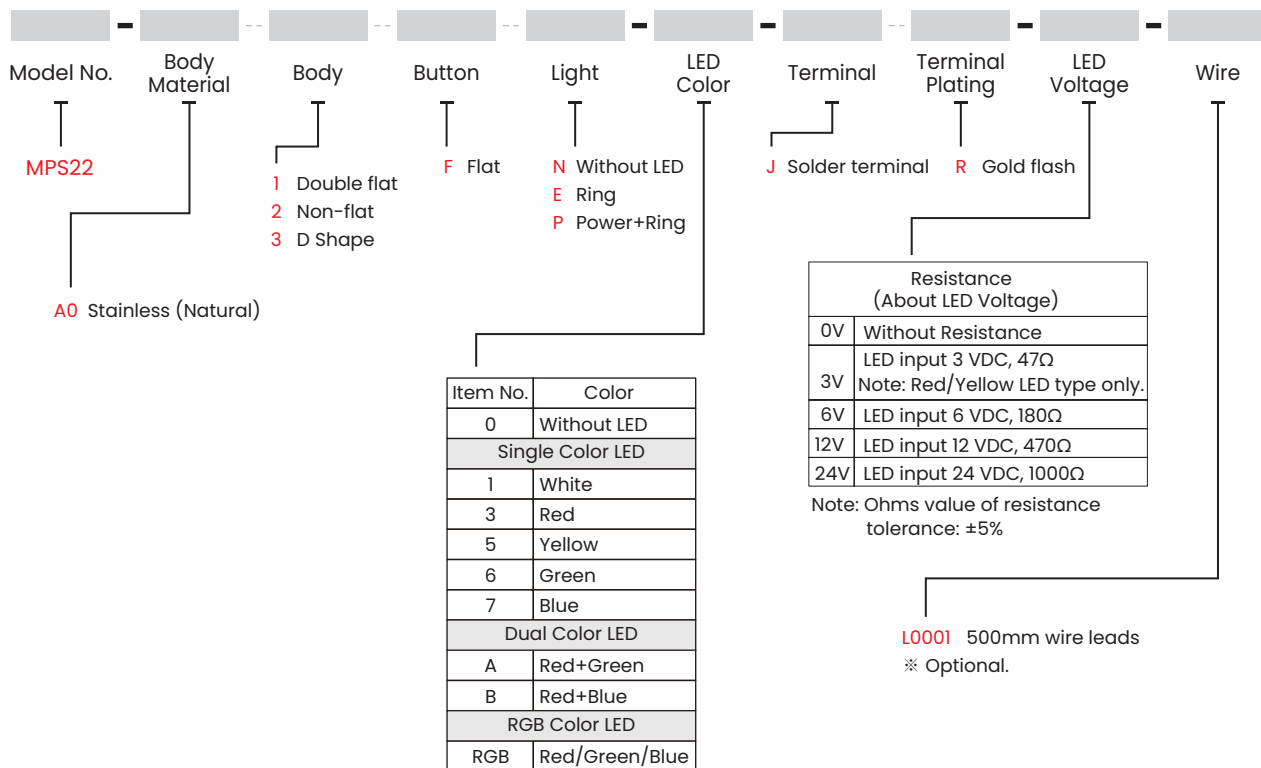 Model No.
Body
Material
Body
Button
Light
LED
Color
Terminal
Terminal
Plating
LED
Voltage
Wire
MPS22
A0 Stainless (Natural)
1 Double flat
2 Non-flat
3 D Shape
F Flat
N Without LED
E Ring
P Power+Ring
Item No. Color
0 Without LED
Single Color LED
1 White
3 Red
5 Yellow
6 Green
7 Blue
Dual Color LED
A Red+Green
B Red+Blue
RGB Color LED
RGB Red/Green/Blue
J Solder terminal
R Gold flash
Resistance
(About LED Voltage)
0V Without Resistance
3V LED input 3 VDC, 47Ω
Note: Red/Yellow LED type only.
6V LED input 6 VDC, 180Ω
12V LED input 12 VDC, 470Ω
24V LED input 24 VDC, 1000Ω
Note: Ohms value of resistance
tolerance: ±5%
L0001 500mm wire leads
※ Optional.